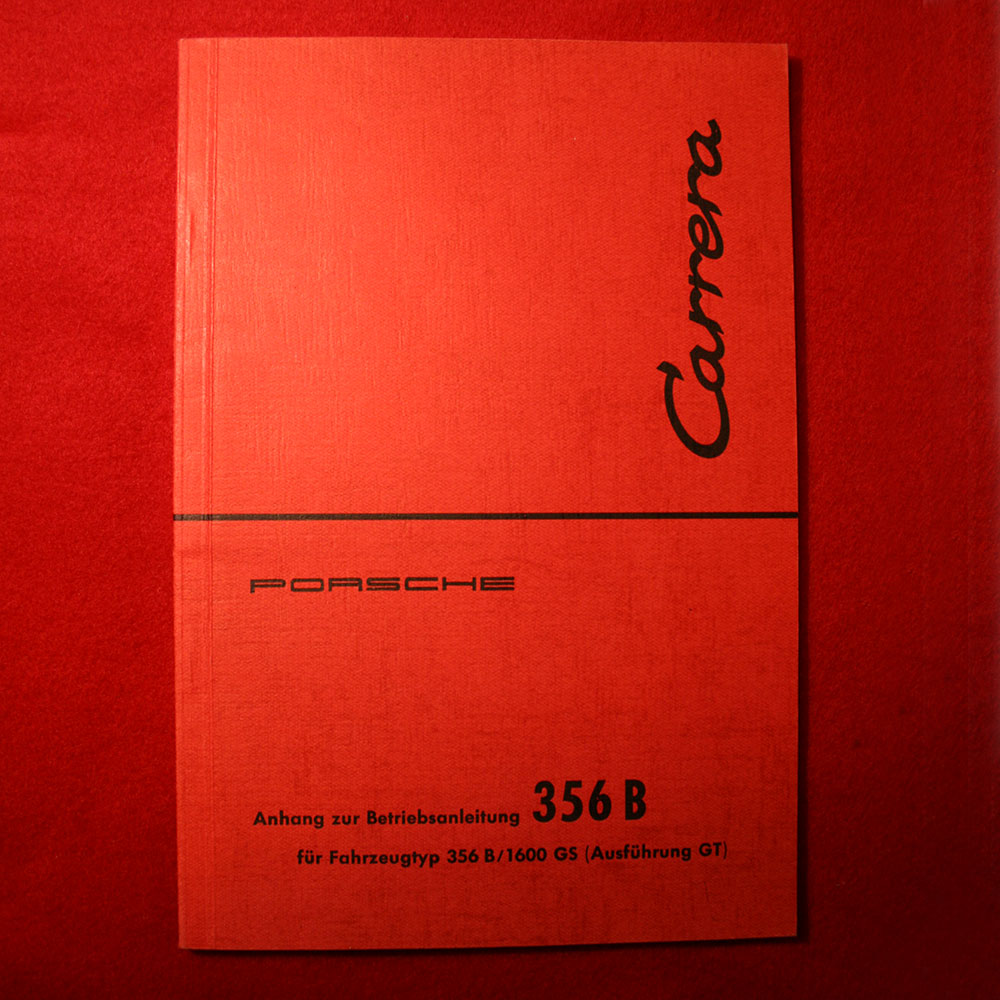 Carrera
PORSCHE
Anhang zur Betriebsanleitung 356 B
für Fahrzeugtyp 356 B/1600 GS (Ausführung GT)